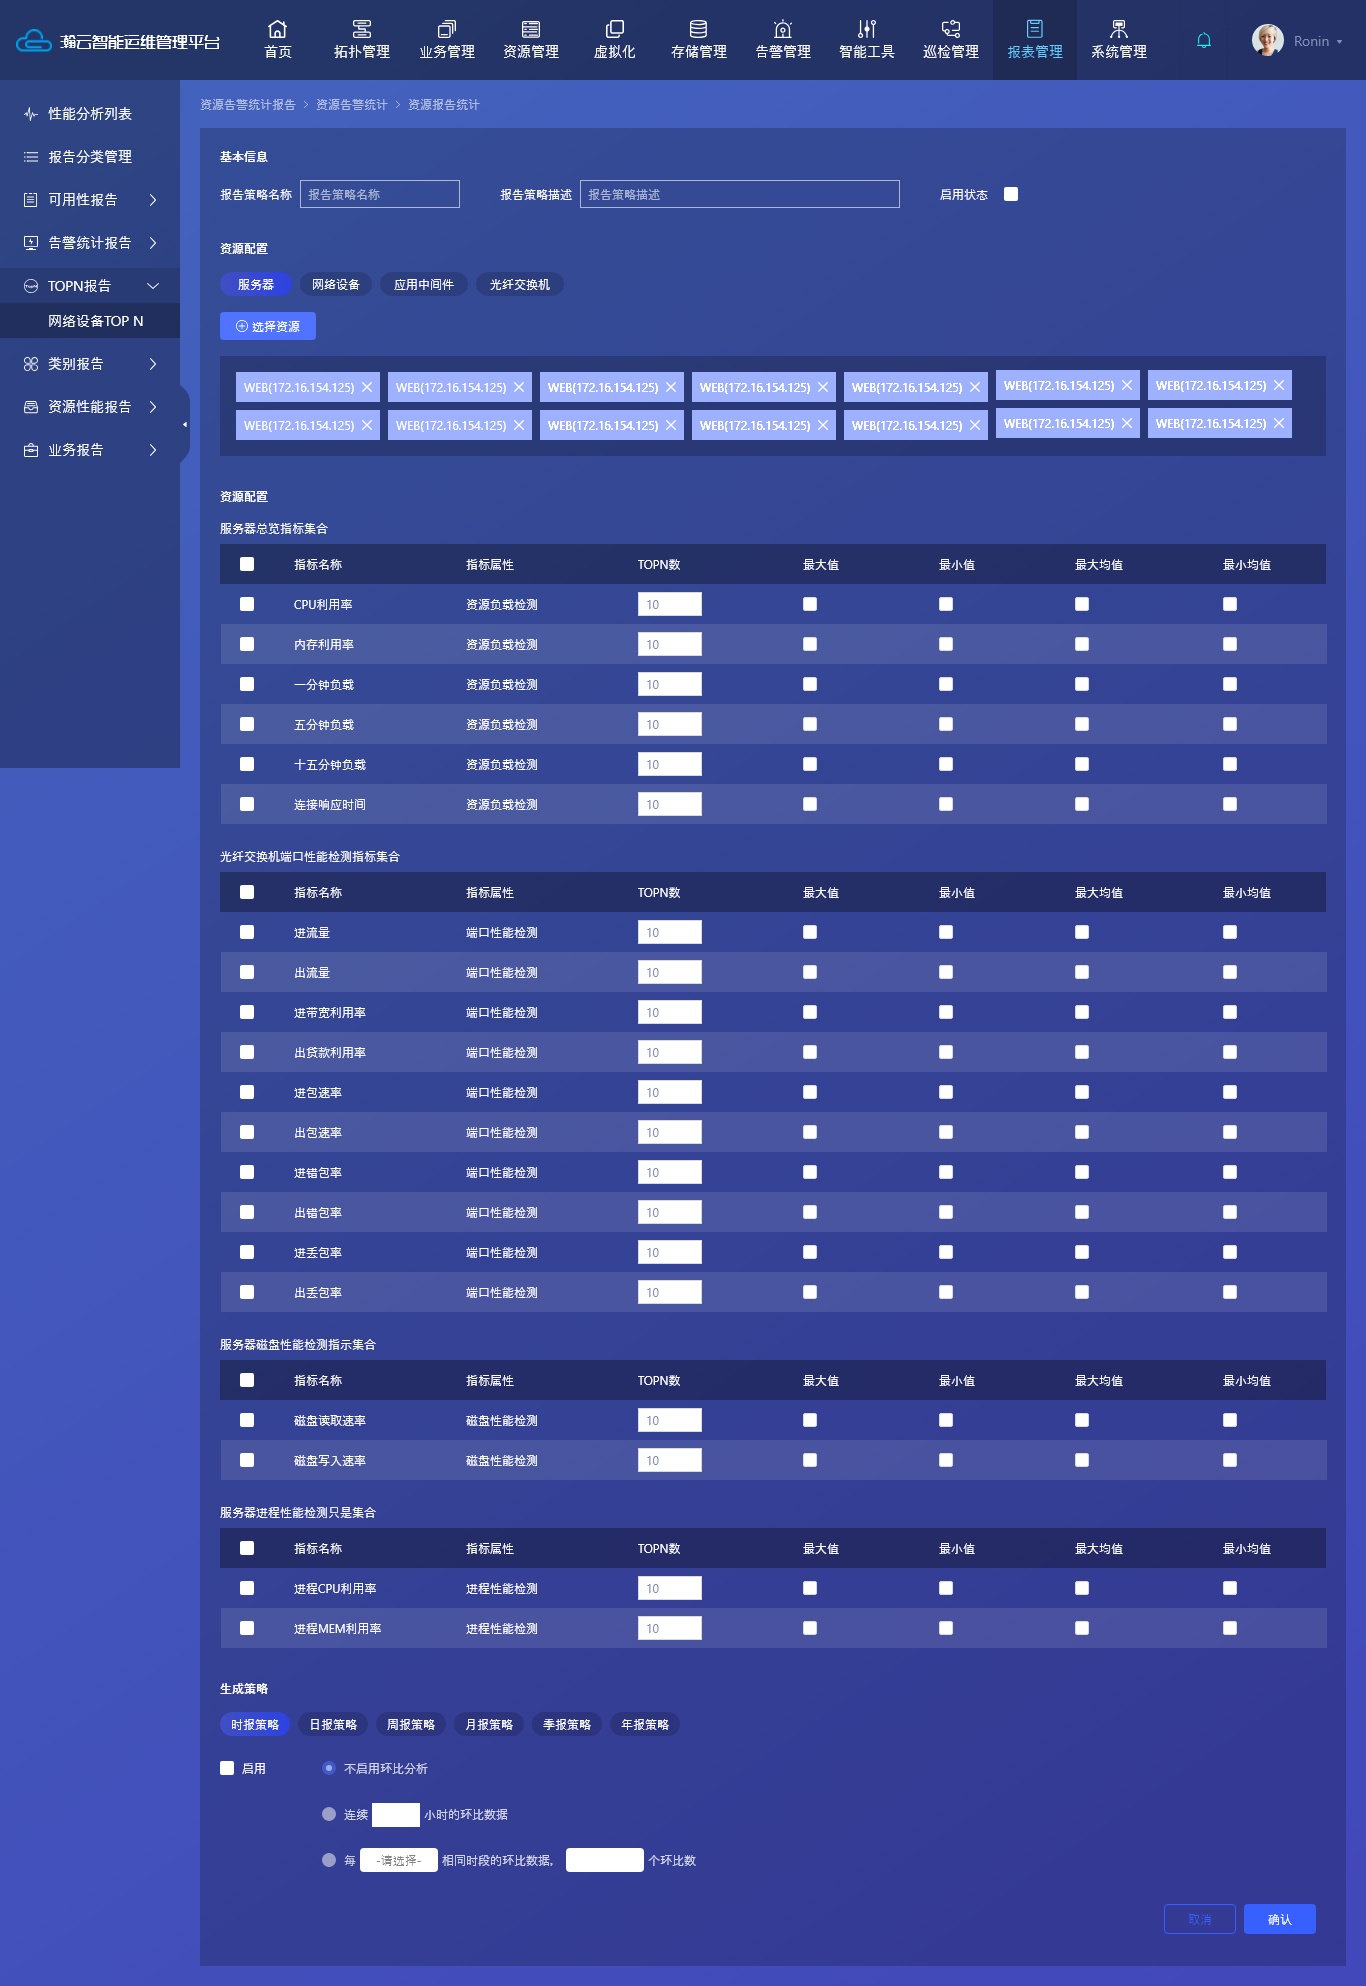 瀚云智能运维管理平台
首页 拓扑管理 业务管理 资源管理 虚拟化 存储管理 告警管理 智能工具 巡检管理 报表管理 系统管理 Ronin
性能分析列表
报告分类管理
可用性报告
告警统计报告
TOPN报告
网络设备TOP N
类别报告
资源性能报告
业务报告
资源告警统计报告 > 资源告警统计 > 资源报告统计
基本信息
报告策略名称 报告策略名称 报告策略描述 报告策略描述 启用状态
资源配置
服务器 网络设备 应用中间件 光纤交换机
选择资源
WEB(172.16.154.125) WEB(172.16.154.125) WEB(172.16.154.125) WEB(172.16.154.125) WEB(172.16.154.125) WEB(172.16.154.125) WEB(172.16.154.125)
WEB(172.16.154.125) WEB(172.16.154.125) WEB(172.16.154.125) WEB(172.16.154.125) WEB(172.16.154.125) WEB(172.16.154.125) WEB(172.16.154.125)
资源配置
服务器总览指标集合
指标名称 指标属性 TOPN数 最大值 最小值 最大均值 最小均值
CPU利用率 资源负载检测 10
内存利用率 资源负载检测 10
一分钟负载 资源负载检测 10
五分钟负载 资源负载检测 10
十五分钟负载 资源负载检测 10
连接响应时间 资源负载检测 10
光纤交换机端口性能检测指标集合
指标名称 指标属性 TOPN数 最大值 最小值 最大均值 最小均值
进流量 端口性能检测 10
出流量 端口性能检测 10
进带宽利用率 端口性能检测 10
出贷款利用率 端口性能检测 10
进包速率 端口性能检测 10
出包速率 端口性能检测 10
进错包率 端口性能检测 10
出错包率 端口性能检测 10
进丢包率 端口性能检测 10
出丢包率 端口性能检测 10
服务器磁盘性能检测指示集合
指标名称 指标属性 TOPN数 最大值 最小值 最大均值 最小均值
磁盘读取速率 磁盘性能检测 10
磁盘写入速率 磁盘性能检测 10
服务器进程性能检测只是集合
指标名称 指标属性 TOPN数 最大值 最小值 最大均值 最小均值
进程CPU利用率 进程性能检测 10
进程MEM利用率 进程性能检测 10
生成策略
时报策略 日报策略 周报策略 月报策略 季报策略 年报策略
启用 不启用环比分析
连续 小时的环比数据
每 -请选择- 相同时段的环比数据, 个环比数
取消 确认